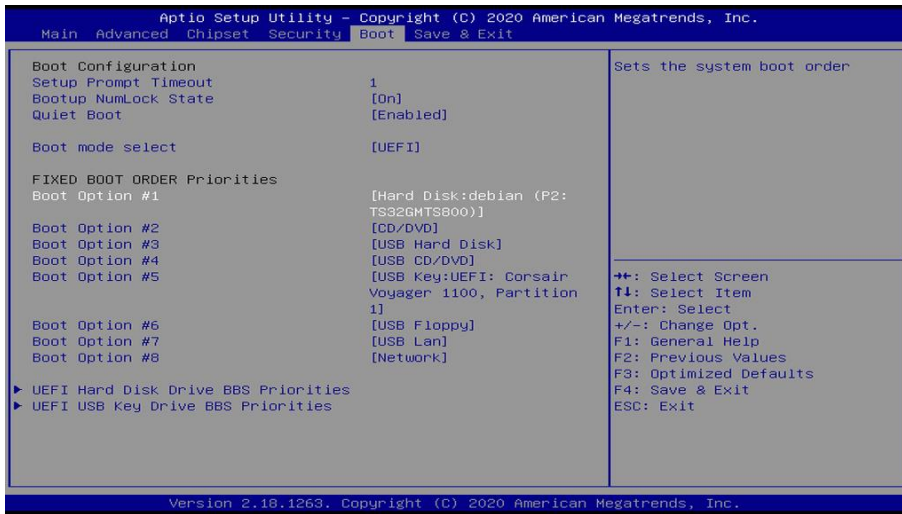 Aptio Setup Utility – Copyright (C) 2020 American Megatrends, Inc.
Main Advanced Chipset Security Boot Save & Exit
Boot Configuration
Setup Prompt Timeout 1
Bootup NumLock State [On]
Quiet Boot [Enabled]
Boot mode select [UEFI]
FIXED BOOT ORDER Priorities
Boot Option #1 [Hard Disk:debian (P2:
TS32GMTS800)]
Boot Option #2 [CD/DVD]
Boot Option #3 [USB Hard Disk]
Boot Option #4 [USB CD/DVD]
Boot Option #5 [USB Key:UEFI: Corsair
Voyager 1100, Partition
1]
Boot Option #6 [USB Floppy]
Boot Option #7 [USB Lan]
Boot Option #8 [Network]
UEFI Hard Disk Drive BBS Priorities
UEFI USB Key Drive BBS Priorities
Sets the system boot order
→←: Select Screen
↑↓: Select Item
Enter: Select
+/-: Change Opt.
F1: General Help
F2: Previous Values
F3: Optimized Defaults
F4: Save & Exit
ESC: Exit
Version 2.18.1263. Copyright (C) 2020 American Megatrends, Inc.